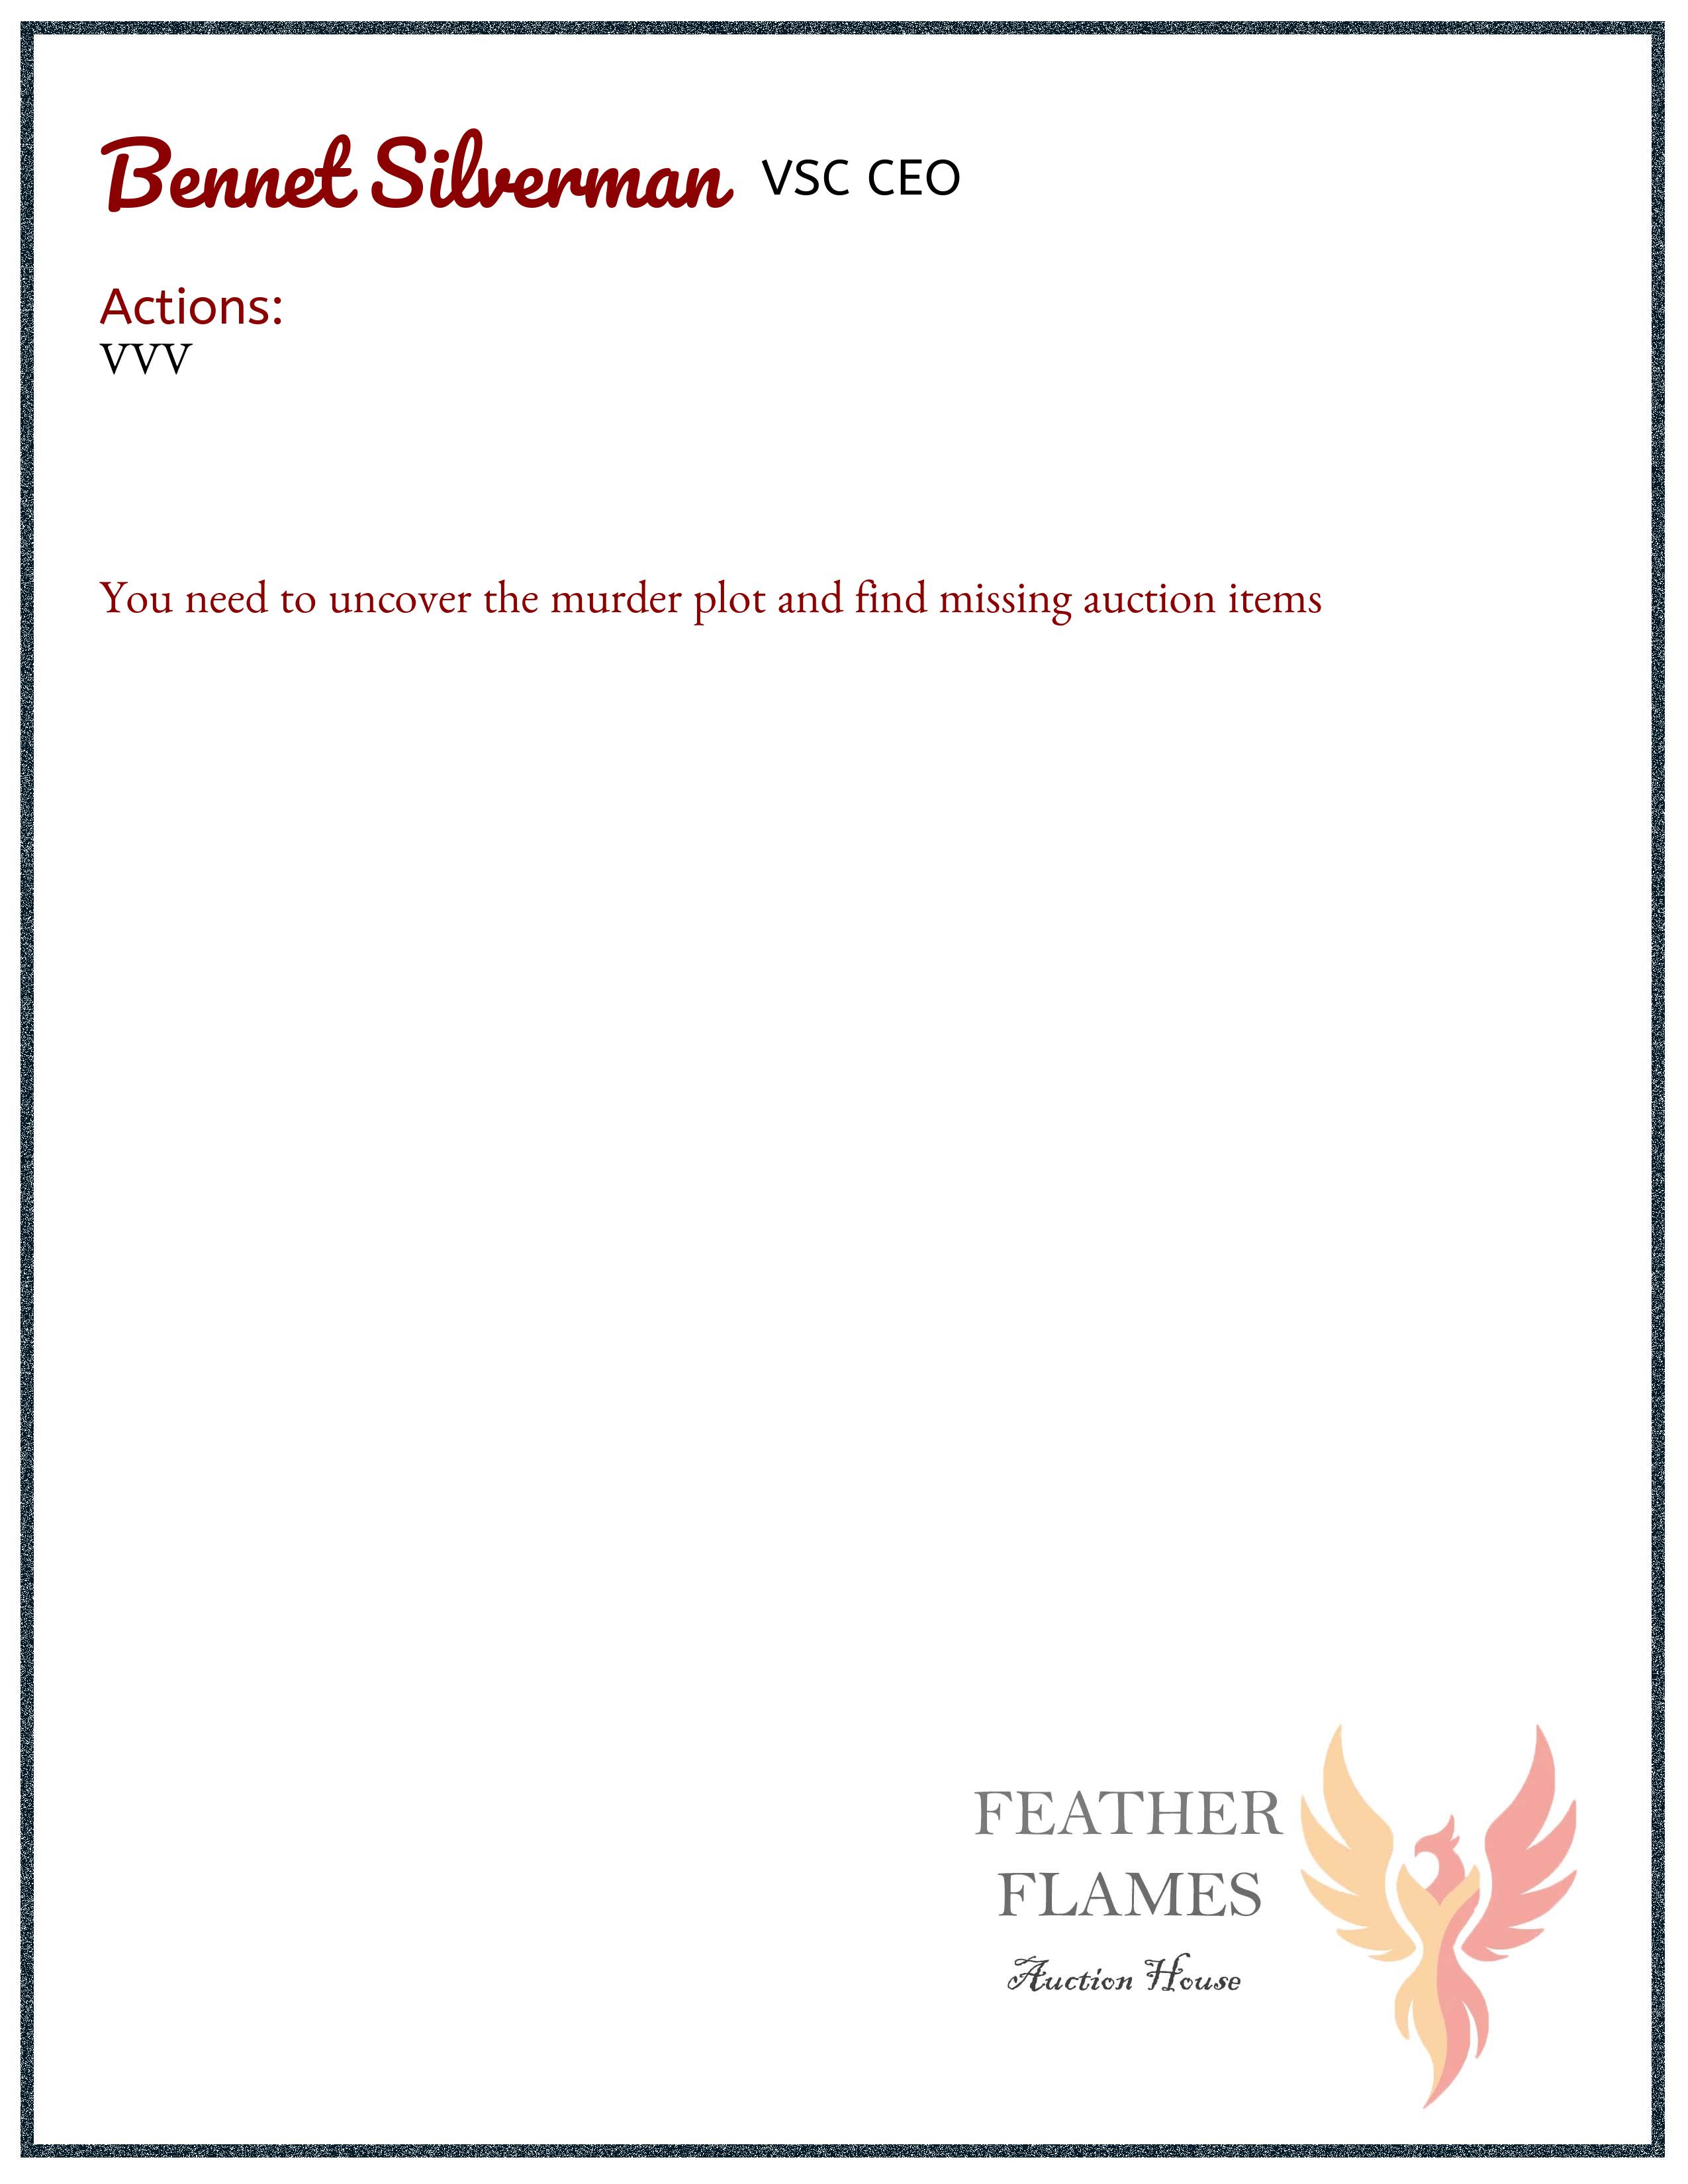 Bennet Silverman VSC CEO
Actions:
VVV
You need to uncover the murder plot and find missing auction items
FEATHER
FLAMES
Auction House